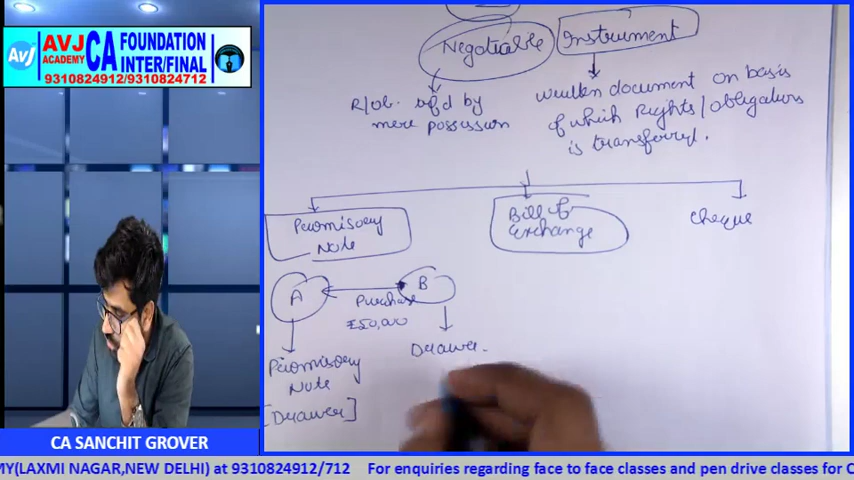 AVJ
ACADEMY
CA
FOUNDATION
INTER/FINAL
9310824912/9310824712
AVJ
Negotiable
Instrument
R/ob. by
mere possession
written document on basis
of which Rights/obligations
is transferred.
Promissory
Note
Bill of
Exchange
Cheque
A
B
Purchase
₹50,000
Promissory
Note
[Drawer]
Drawee
CA SANCHIT GROVER
MY(LAXMI NAGAR,NEW DELHI) at 9310824912/712 For enquiries regarding face to face classes and pen drive classes for C